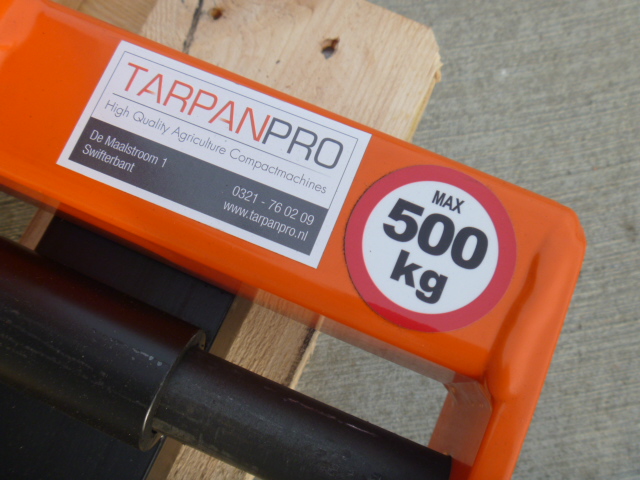 TARPANPRO
High Quality Agriculture Compactmachines
De Maalstroom 1
Swifterbant
0321 - 76 02 09
www.tarpanpro.nl
MAX
500
kg